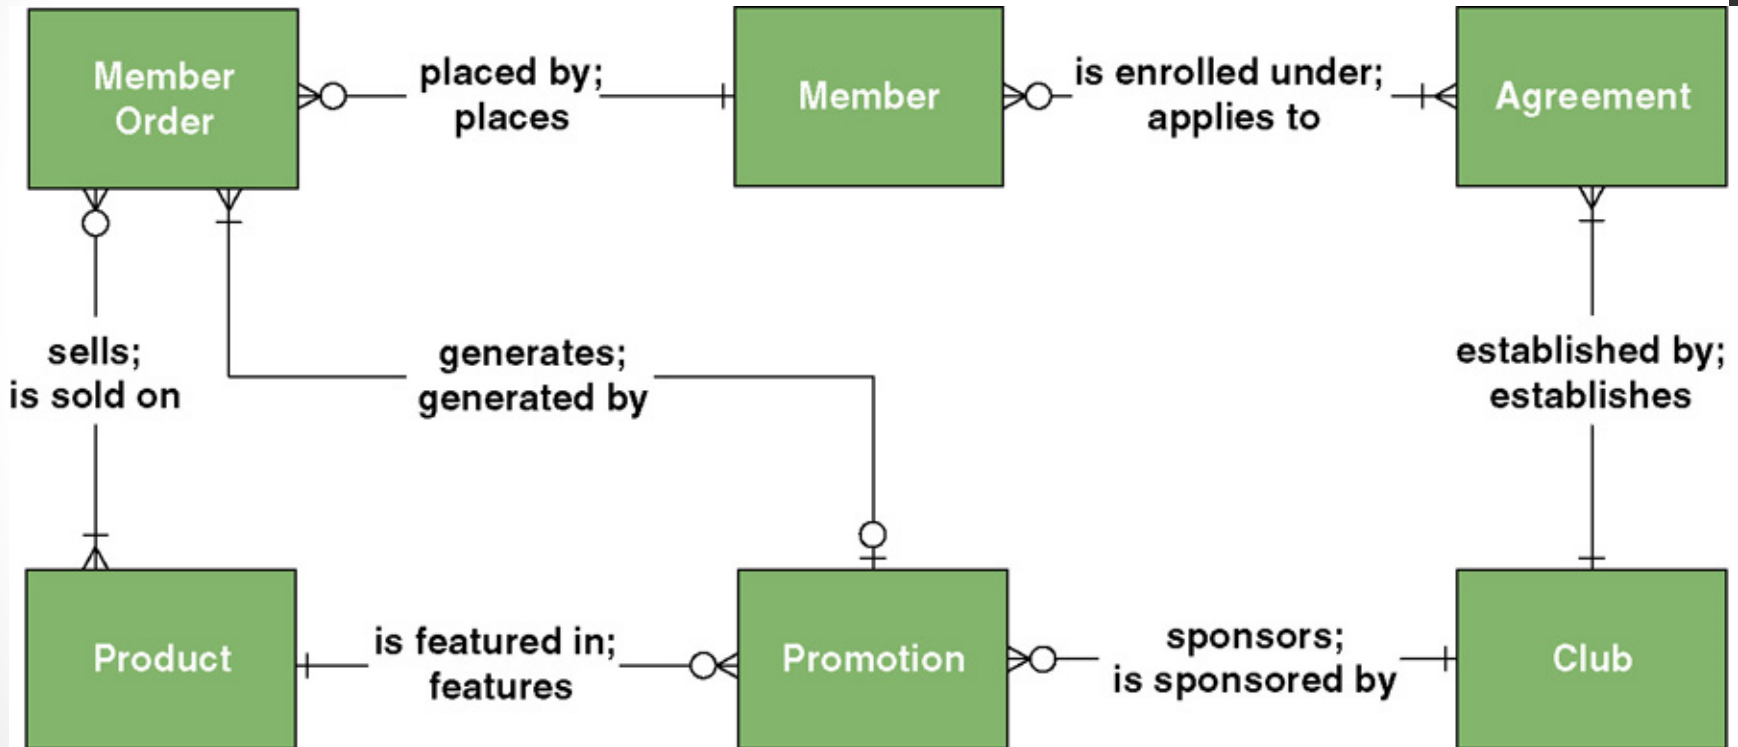 Member
Order
placed by;
places
Member
is enrolled under;
applies to
Agreement
sells;
is sold on
generates;
generated by
established by;
establishes
Product
is featured in;
features
Promotion
sponsors;
is sponsored by
Club